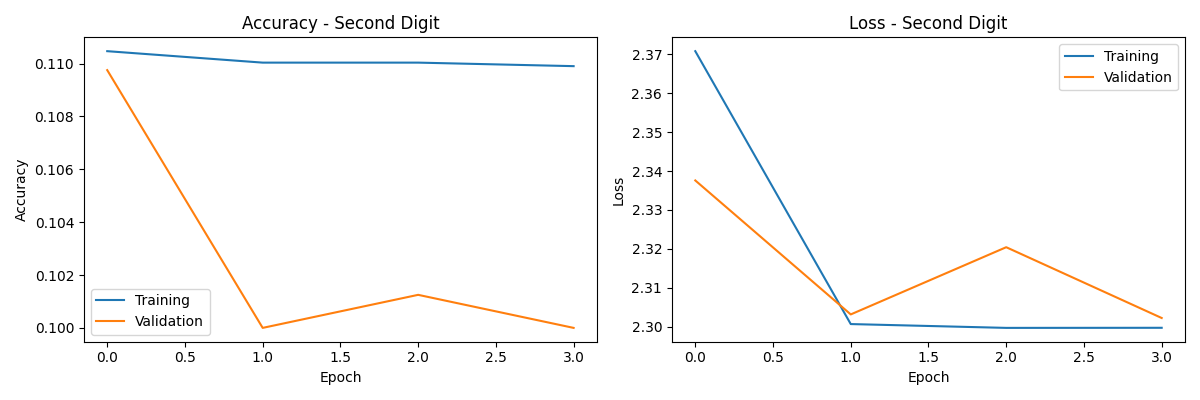 Accuracy - Second Digit
0.110
0.108
0.106
0.104
0.102
0.100
Accuracy
Training
Validation
0.0 0.5 1.0 1.5 2.0 2.5 3.0
Epoch
Loss - Second Digit
2.37
2.36
2.35
2.34
2.33
2.32
2.31
2.30
Loss
Training
Validation
0.0 0.5 1.0 1.5 2.0 2.5 3.0
Epoch